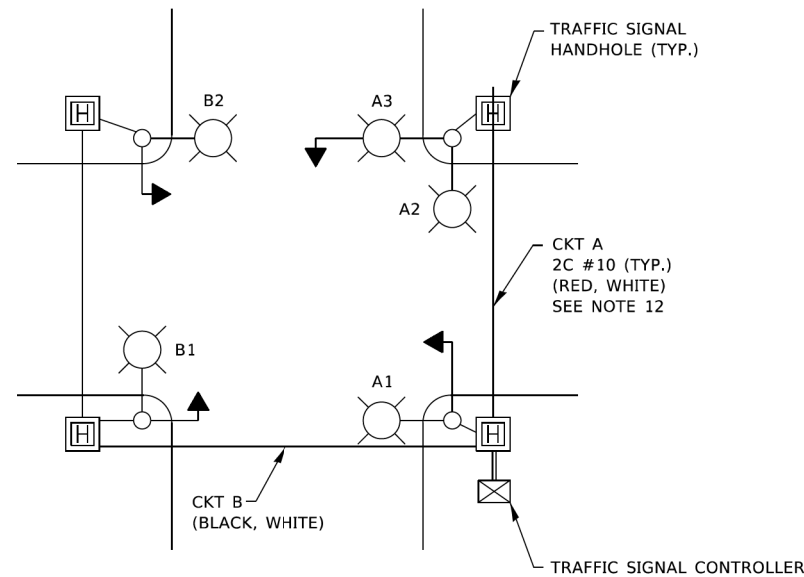 TRAFFIC SIGNAL
HANDHOLE (TYP.)
H
B2
A3
H
A2
CKT A
2C #10 (TYP.)
(RED, WHITE)
SEE NOTE 12
B1
A1
H
H
CKT B
(BLACK, WHITE)
TRAFFIC SIGNAL CONTROLLER